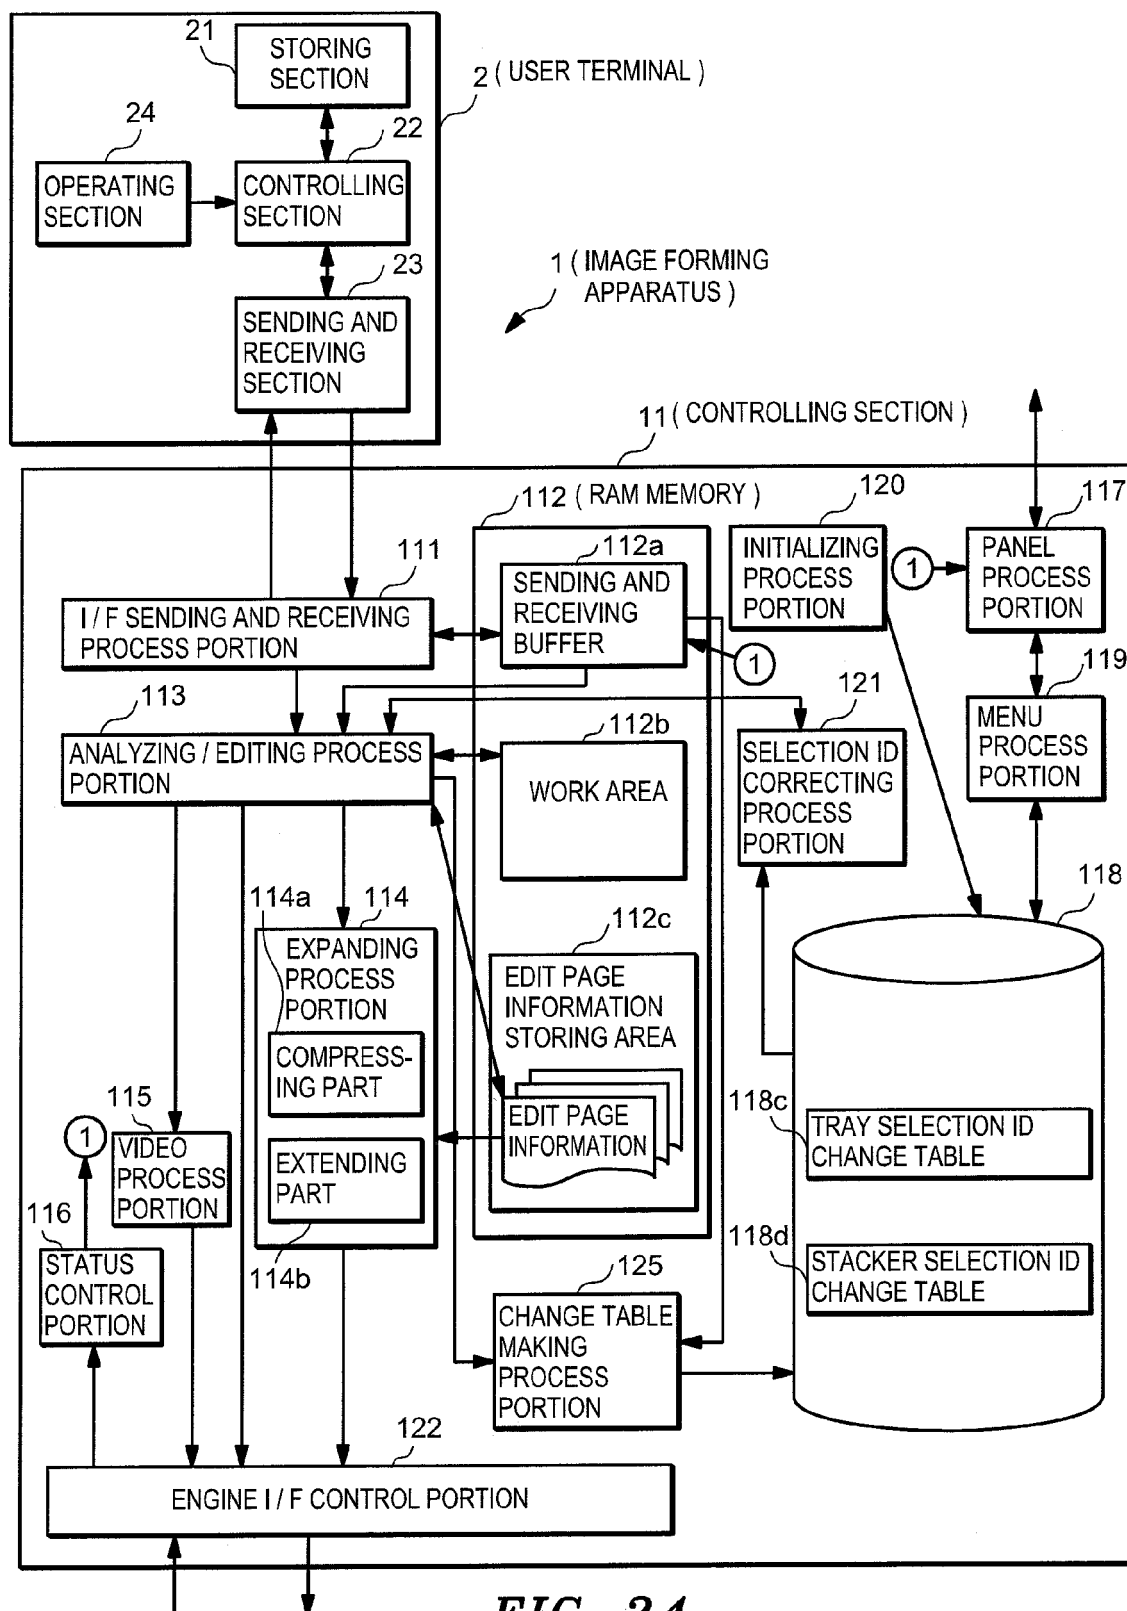 21
STORING
SECTION
2 ( USER TERMINAL )
24
22
OPERATING
SECTION
CONTROLLING
SECTION
1 ( IMAGE FORMING
APPARATUS )
23
SENDING AND
RECEIVING
SECTION
11 ( CONTROLLING SECTION )
112 ( RAM MEMORY )
120
117
111
112a
INITIALIZING
PROCESS
PORTION
1
PANEL
PROCESS
PORTION
I / F SENDING AND RECEIVING
PROCESS PORTION
SENDING AND
RECEIVING
BUFFER
1
119
113
121
MENU
PROCESS
PORTION
ANALYZING / EDITING PROCESS
PORTION
112b
WORK AREA
SELECTION ID
CORRECTING
PROCESS
PORTION
118
114a
114
112c
EXPANDING
PROCESS
PORTION
EDIT PAGE
INFORMATION
STORING AREA
COMPRESS-
ING PART
EDIT PAGE
INFORMATION
118c
TRAY SELECTION ID
CHANGE TABLE
1
115
VIDEO
PROCESS
PORTION
EXTENDING
PART
116
STATUS
CONTROL
PORTION
114b
118d
STACKER SELECTION ID
CHANGE TABLE
125
CHANGE TABLE
MAKING
PROCESS
PORTION
122
ENGINE I / F CONTROL PORTION
FIG. 24